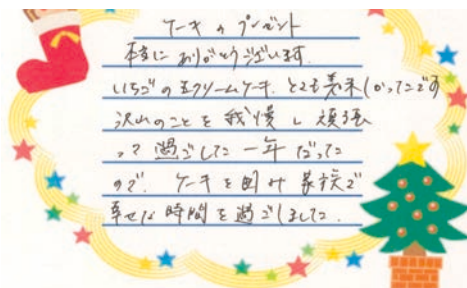 ケーキのプレゼント
本当にありがとうございます。
いちごの生クリームケーキ、とても美味しかったです
沢山のことを我慢し頑張
って過ごした一年だった
ので、ケーキを囲み家族で
幸せな時間を過ごしました。